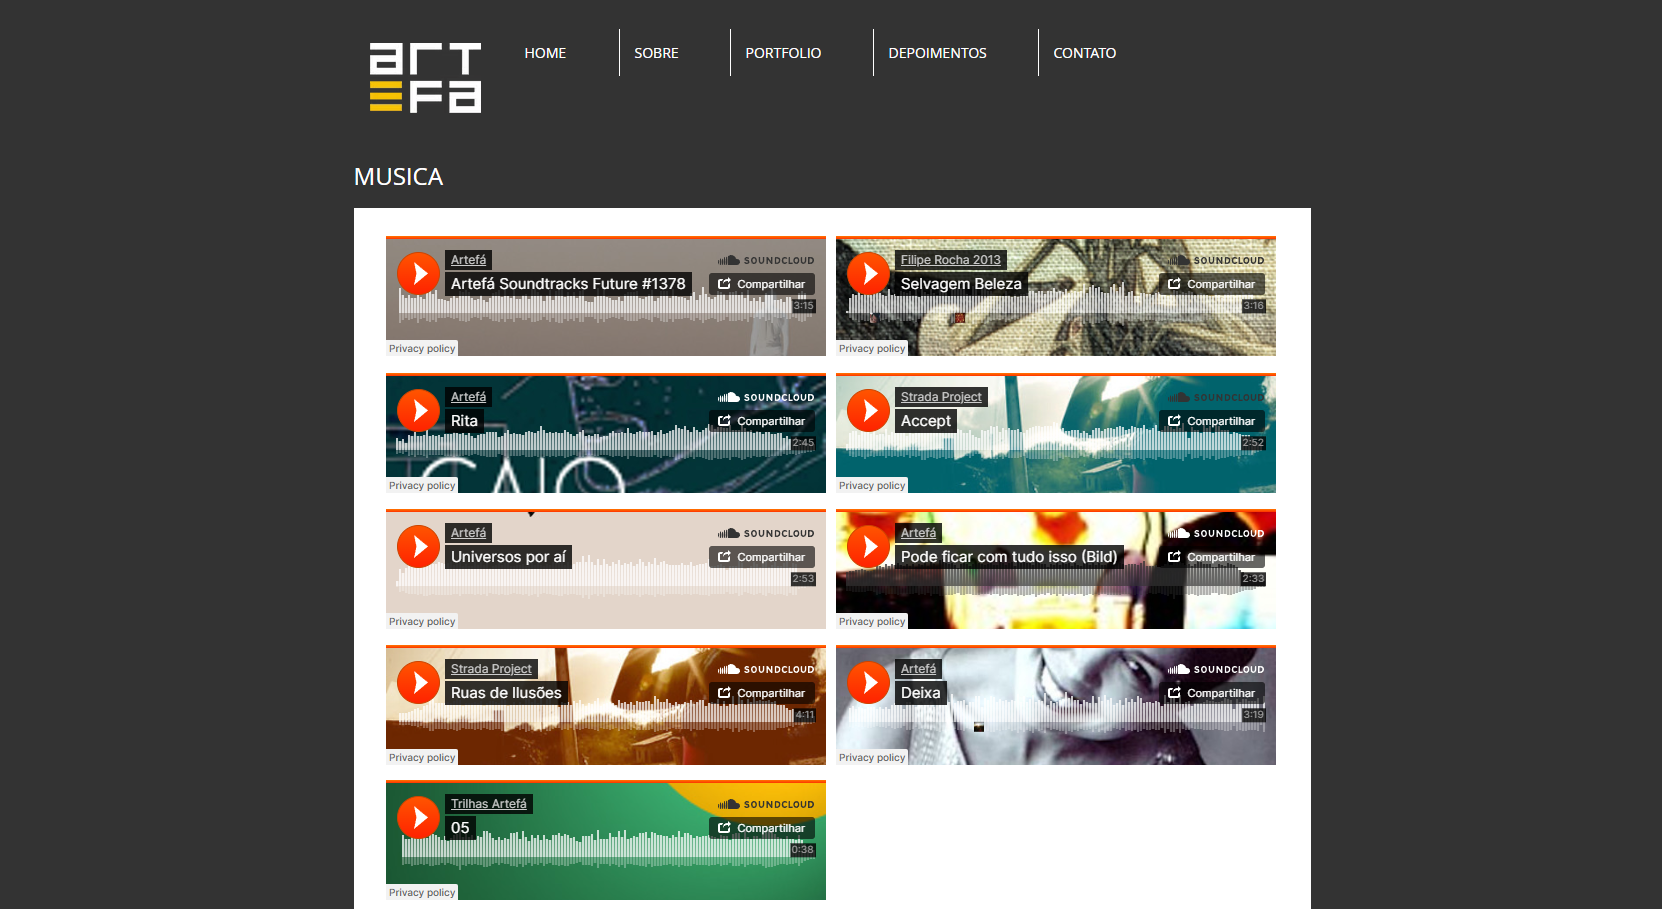 art
efa
HOME
SOBRE
PORTFOLIO
DEPOIMENTOS
CONTATO
MUSICA
Artefá
SOUNDCLOUD
Artefá Soundtracks Future #1378
Compartilhar
3:15
Privacy policy
Filipe Rocha 2013
SOUNDCLOUD
Selvagem Beleza
Compartilhar
3:16
Privacy policy
Artefá
SOUNDCLOUD
Rita
Compartilhar
2:45
CAIO
Privacy policy
Strada Project
SOUNDCLOUD
Accept
Compartilhar
2:52
Privacy policy
Artefá
SOUNDCLOUD
Universos por aí
Compartilhar
2:53
Privacy policy
Artefá
SOUNDCLOUD
Pode ficar com tudo isso (Bild)
Compartilhar
2:33
Privacy policy
Strada Project
SOUNDCLOUD
Ruas de Ilusões
Compartilhar
4:11
Privacy policy
Artefá
SOUNDCLOUD
Deixa
Compartilhar
3:19
Privacy policy
Trilhas Artefá
SOUNDCLOUD
05
Compartilhar
0:38
Privacy policy